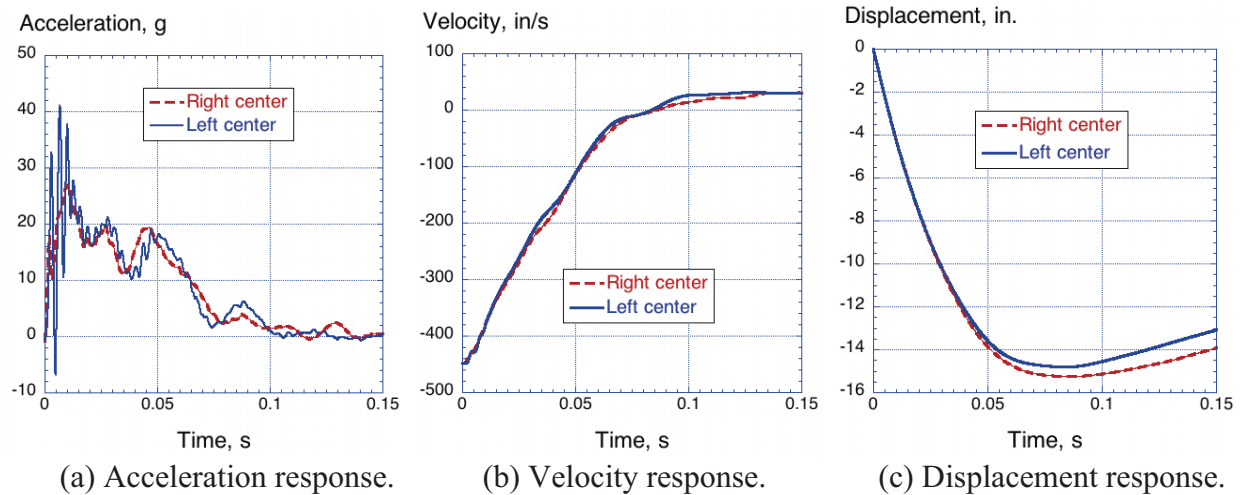 Acceleration, g
50
40
30
20
10
0
-10
Right center
Left center
0
0.05
0.1
0.15
Time, s
(a) Acceleration response.
Velocity, in/s
100
0
-100
-200
-300
-400
-500
Right center
Left center
0
0.05
0.1
0.15
Time, s
(b) Velocity response.
Displacement, in.
0
-2
-4
-6
-8
-10
-12
-14
-16
Right center
Left center
0
0.05
0.1
0.15
Time, s
(c) Displacement response.